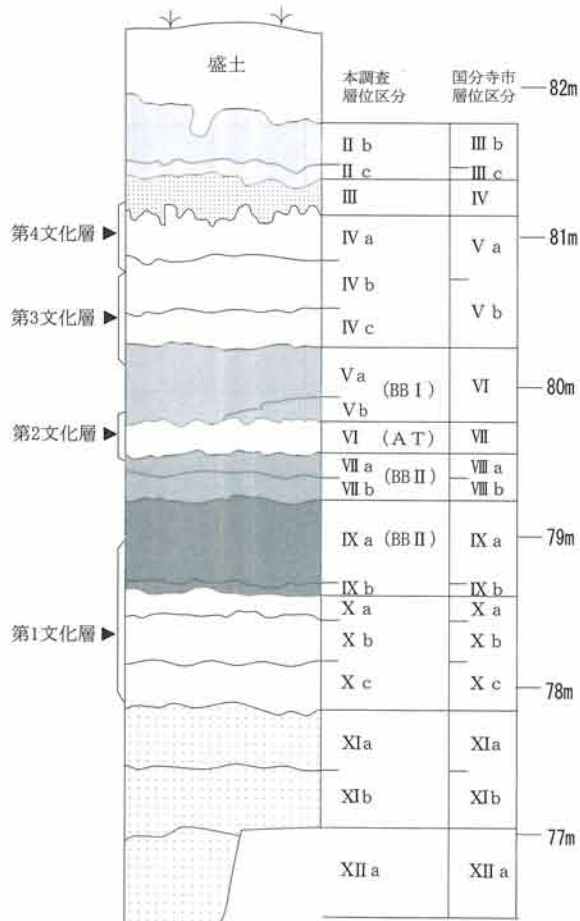 盛土
本調査 国分寺市
層位区分 層位区分
82m
Ⅱb Ⅲb
Ⅱc Ⅲc
Ⅲ Ⅳ
第4文化層▶ Ⅳa Ⅴa 81m
Ⅳb
第3文化層▶ Ⅳc Ⅴb
Ⅴa (BBⅠ) Ⅵ 80m
Ⅴb
第2文化層▶ Ⅵ (AT) Ⅶ
Ⅶa (BBⅡ) Ⅷa
Ⅶb Ⅷb
Ⅸa (BBⅡ) Ⅸa 79m
Ⅸb Ⅸb
Ⅹa Ⅹa
第1文化層▶ Ⅹb Ⅹb
Ⅹc Ⅹc 78m
Ⅺa Ⅺa
Ⅺb Ⅺb
77m
Ⅻa Ⅻa